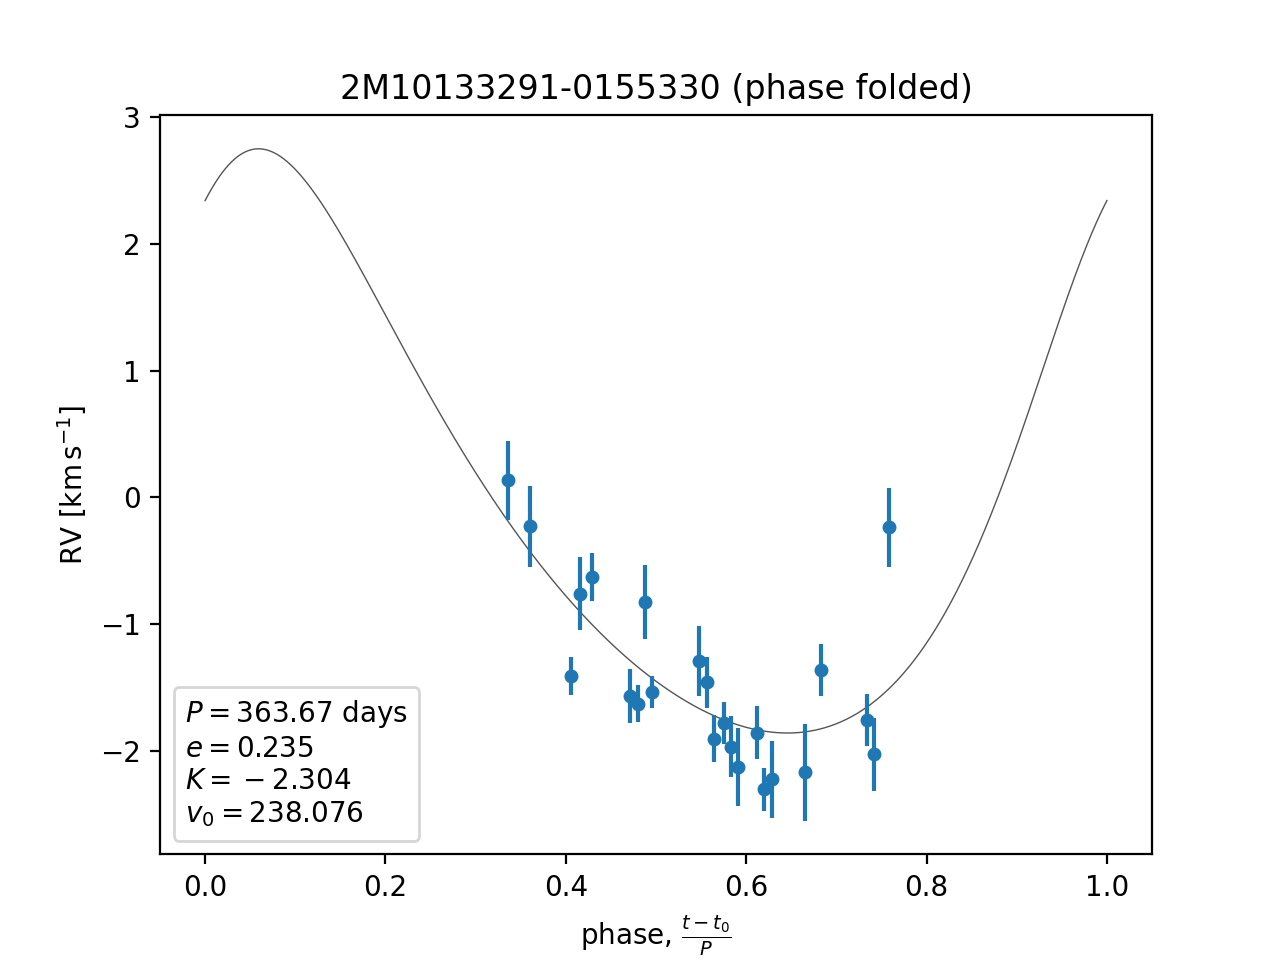 2M10133291-0155330 (phase folded)
3
2
1
0
−1
−2
RV [km s⁻¹]
P = 363.67 days
e = 0.235
K = −2.304
v₀ = 238.076
0.0 0.2 0.4 0.6 0.8 1.0
phase, (t − t₀)/P